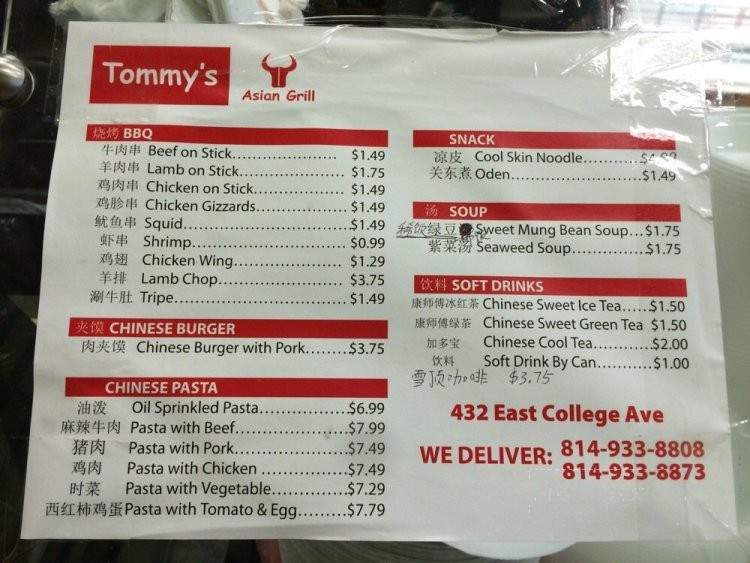 Tommy's
Asian Grill
烧烤 BBQ
牛肉串 Beef on Stick..................... $1.49
羊肉串 Lamb on Stick..................... $1.75
鸡肉串 Chicken on Stick................. $1.49
鸡胗串 Chicken Gizzards................ $1.49
鱿鱼串 Squid................................. $1.49
虾串 Shrimp............................... $0.99
鸡翅 Chicken Wing..................... $1.29
羊排 Lamb Chop........................ $3.75
涮牛肚 Tripe.................................. $1.49
夹馍 CHINESE BURGER
肉夹馍 Chinese Burger with Pork........$3.75
CHINESE PASTA
油泼 Oil Sprinkled Pasta.................$6.99
麻辣牛肉 Pasta with Beef......................$7.99
猪肉 Pasta with Pork......................$7.49
鸡肉 Pasta with Chicken .................$7.49
时菜 Pasta with Vegetable...............$7.29
西红柿鸡蛋Pasta with Tomato & Egg........$7.79
SNACK
凉皮 Cool Skin Noodle...........
关东煮 Oden............................$1.49
汤 SOUP
绿豆 Sweet Mung Bean Soup...$1.75
紫菜汤 Seaweed Soup...............$1.75
饮料 SOFT DRINKS
康师傅冰红茶 Chinese Sweet Ice Tea......$1.50
康师傅绿茶 Chinese Sweet Green Tea $1.50
加多宝 Chinese Cool Tea............$2.00
饮料 Soft Drink By Can............$1.00
雪顶咖啡 $3.75
432 East College Ave
WE DELIVER: 814-933-8808
814-933-8873